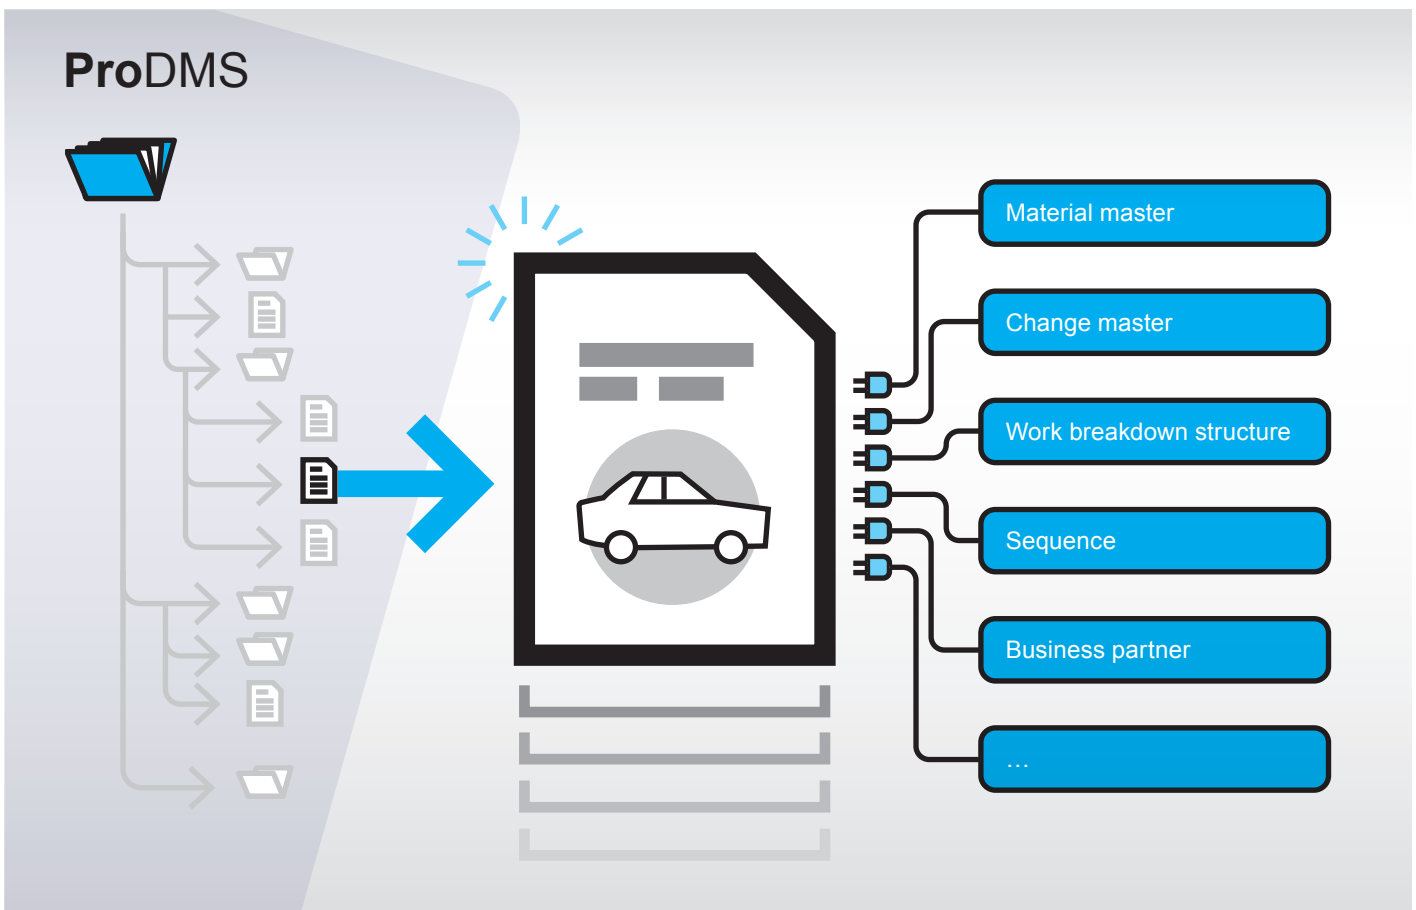 ProDMS
Material master
Change master
Work breakdown structure
Sequence
Business partner
…